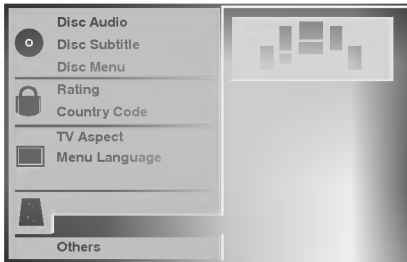 Disc Audio
Disc Subtitle
Disc Menu
Rating
Country Code
TV Aspect
Menu Language
Others